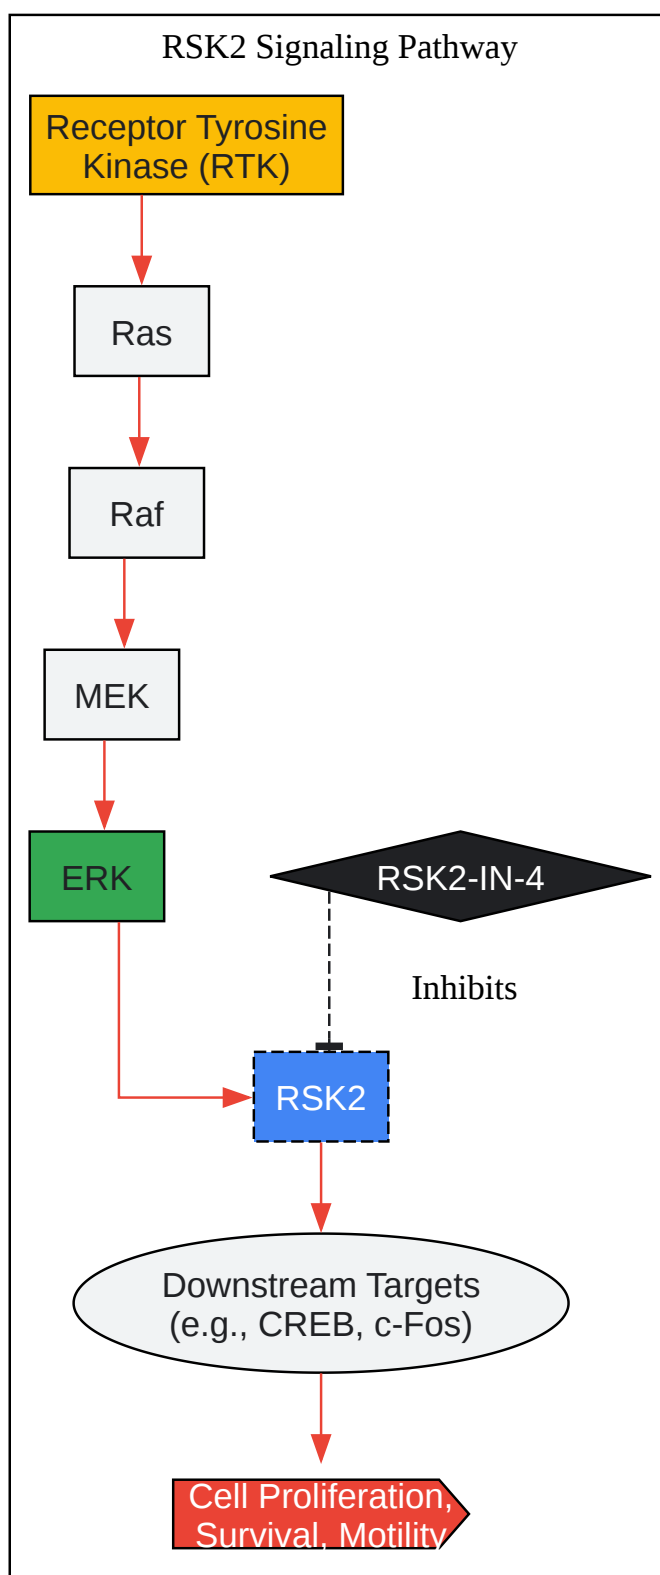 RSK2 Signaling Pathway
Receptor Tyrosine
Kinase (RTK)
Ras
Raf
MEK
ERK
RSK2-IN-4
Inhibits
RSK2
Downstream Targets
(e.g., CREB, c-Fos)
Cell Proliferation,
Survival, Motility